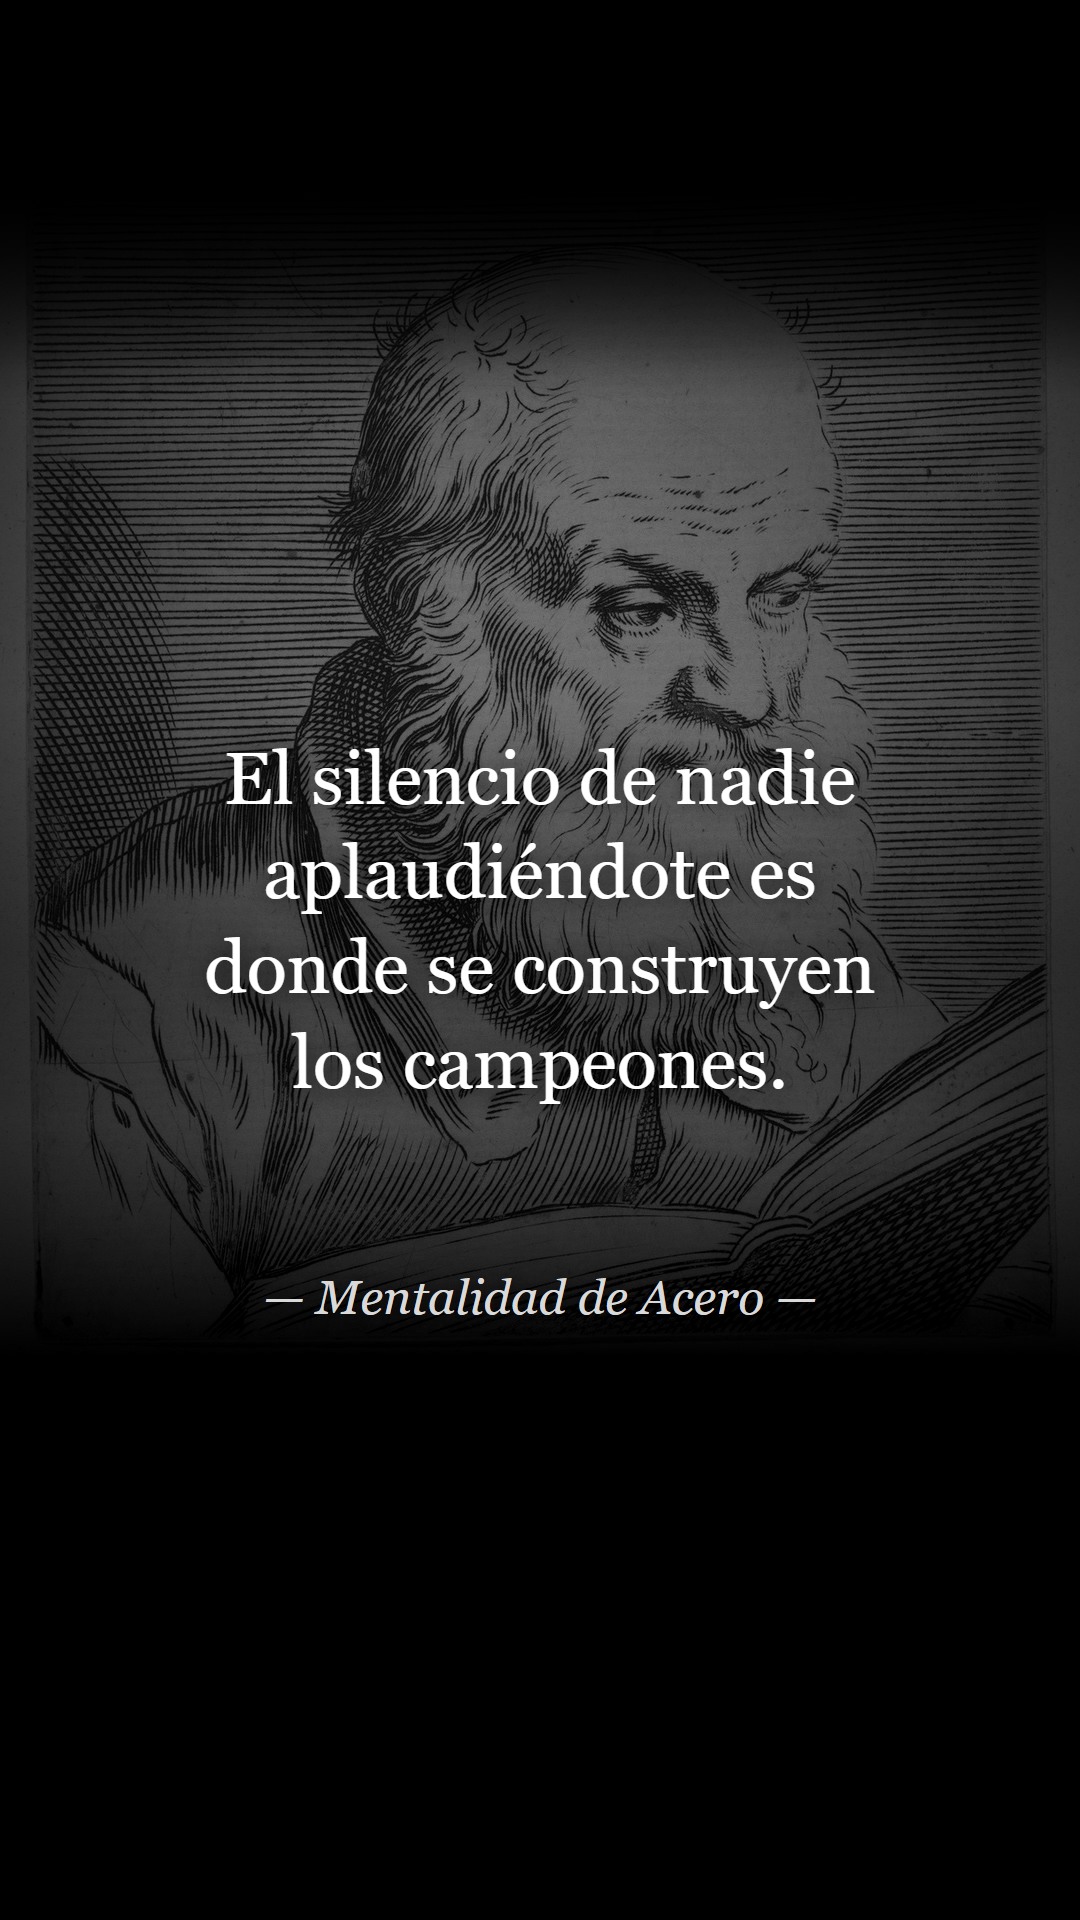 El silencio de nadie
aplaudiéndote es
donde se construyen
los campeones.
— Mentalidad de Acero —